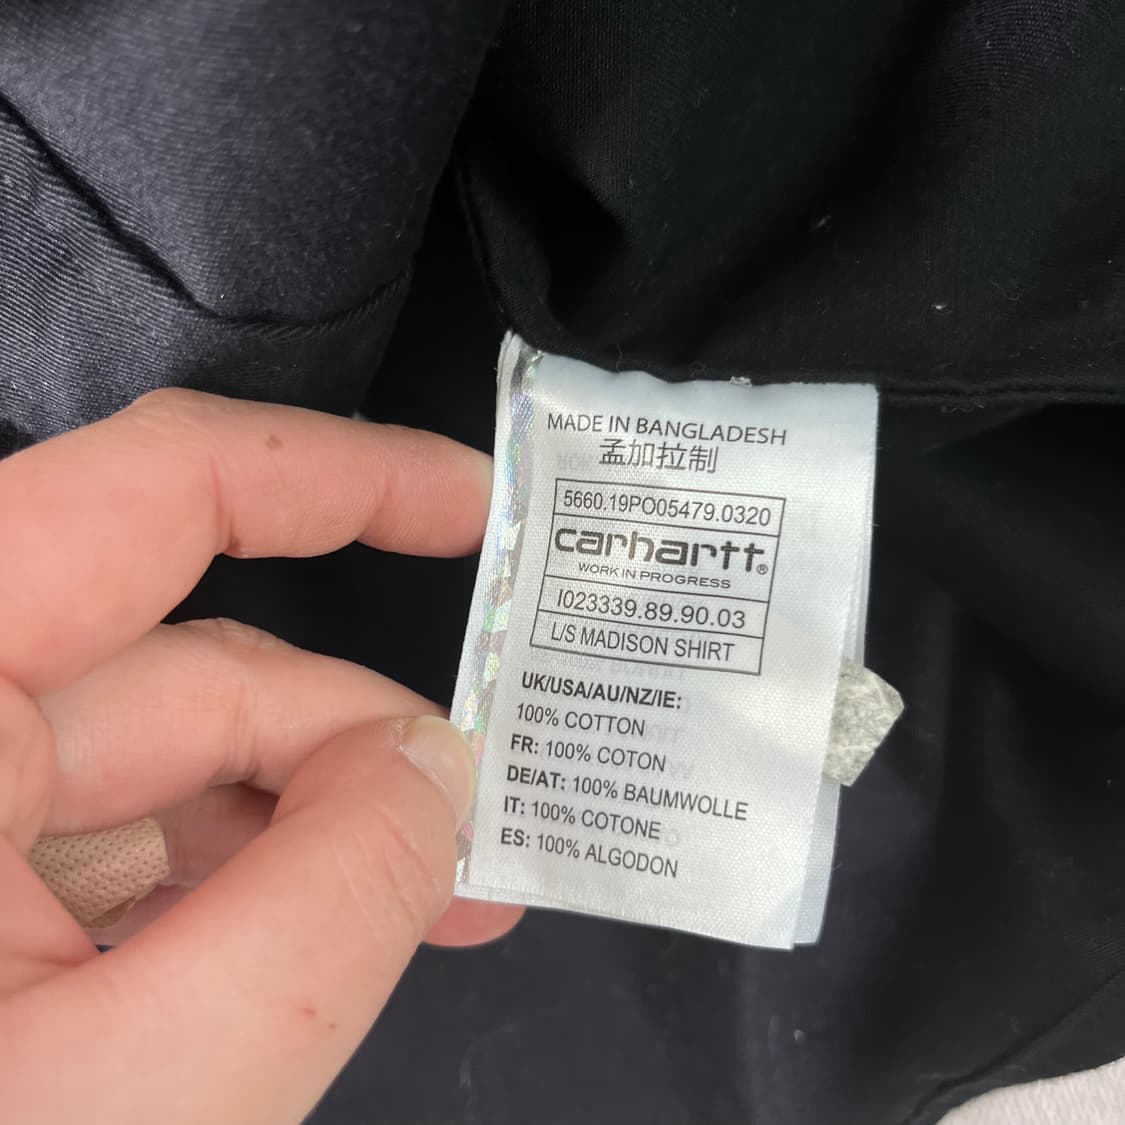 MADE IN BANGLADESH
孟加拉制
5660.19PO05479.0320
carhartt®
WORK IN PROGRESS
I023339.89.90.03
L/S MADISON SHIRT
UK/USA/AU/NZ/IE:
100% COTTON
FR: 100% COTON
DE/AT: 100% BAUMWOLLE
IT: 100% COTONE
ES: 100% ALGODON